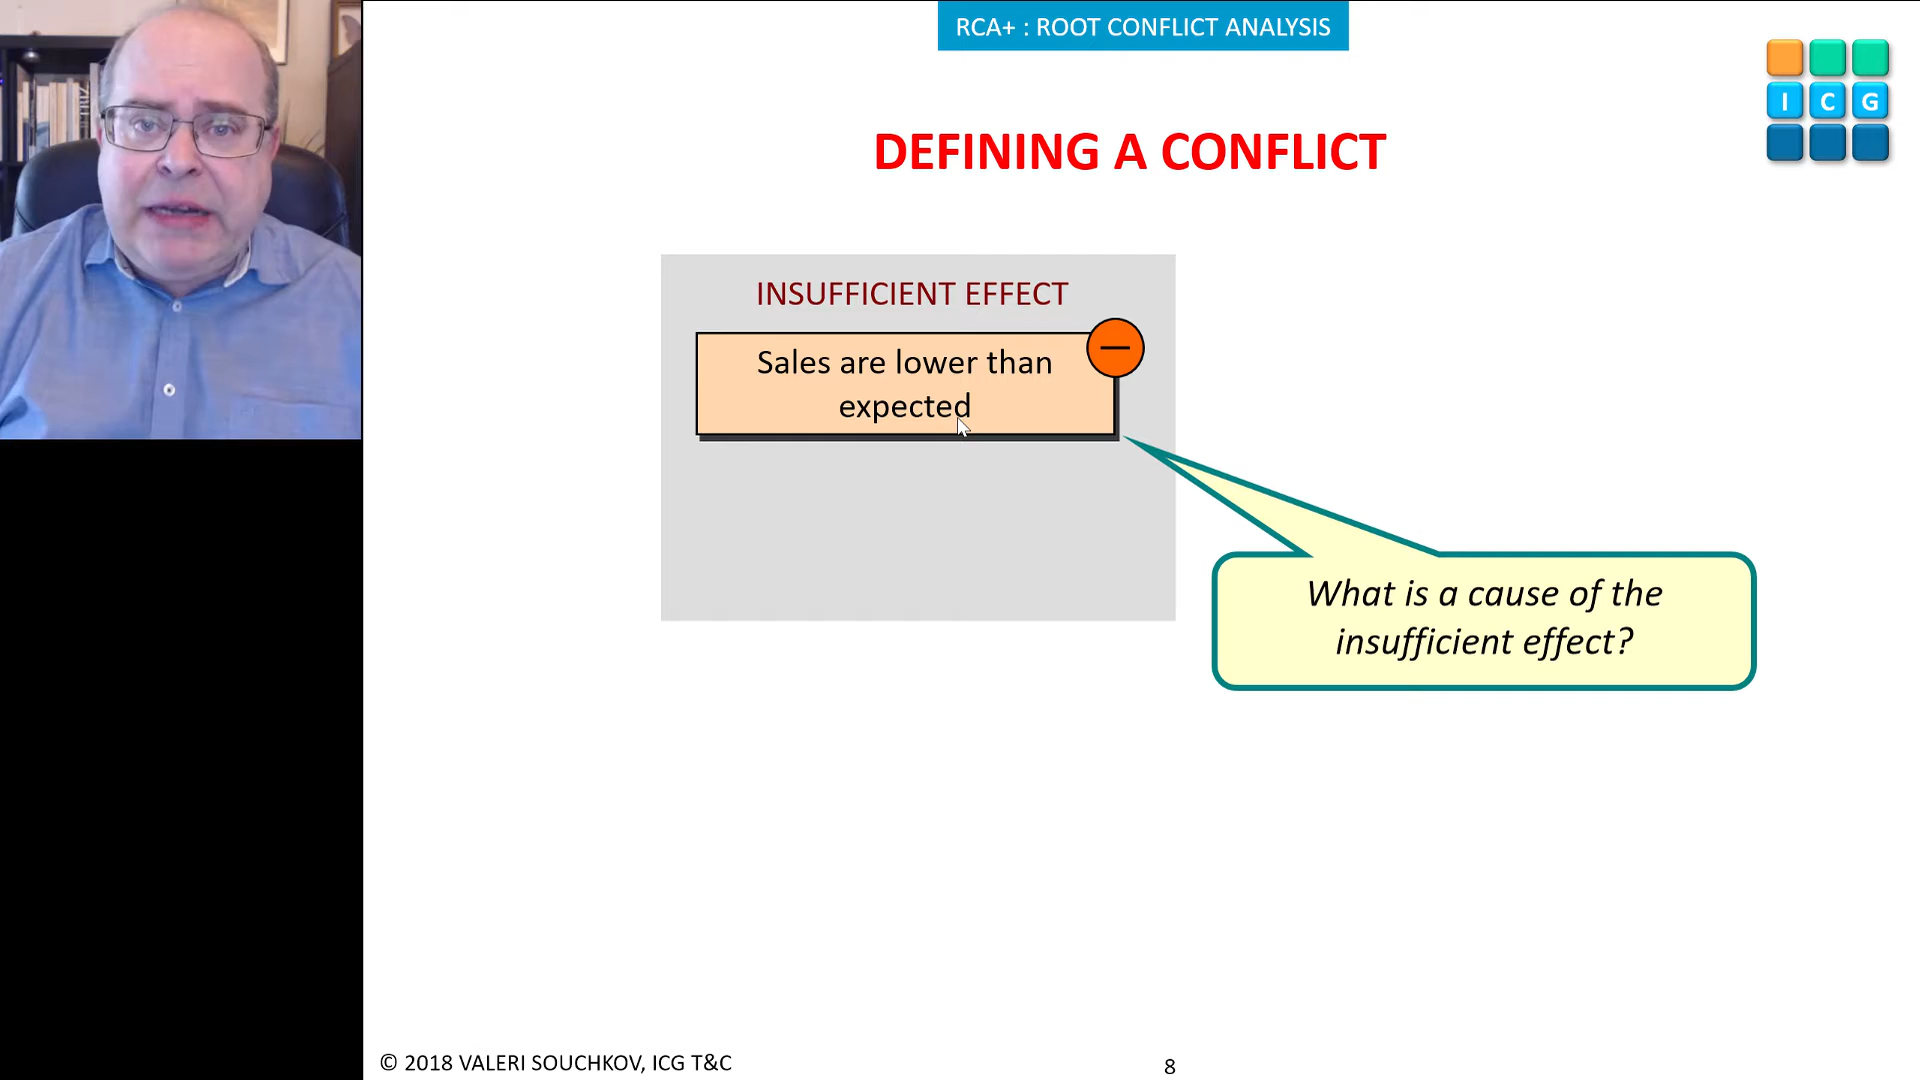 RCA+ : ROOT CONFLICT ANALYSIS
I C G
DEFINING A CONFLICT
INSUFFICIENT EFFECT
Sales are lower than
expected
What is a cause of the
insufficient effect?
© 2018 VALERI SOUCHKOV, ICG T&C
8